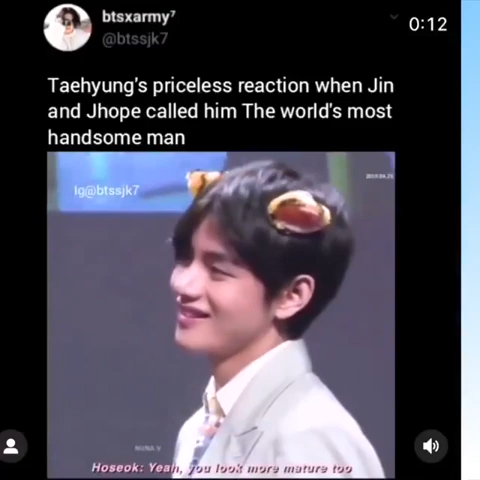 btsxarmy⁷
@btssjk7
0:12
Taehyung's priceless reaction when Jin
and Jhope called him The world's most
handsome man
Ig@btssjk7
NUNA V
Hoseok: Yeah, you look more mature too